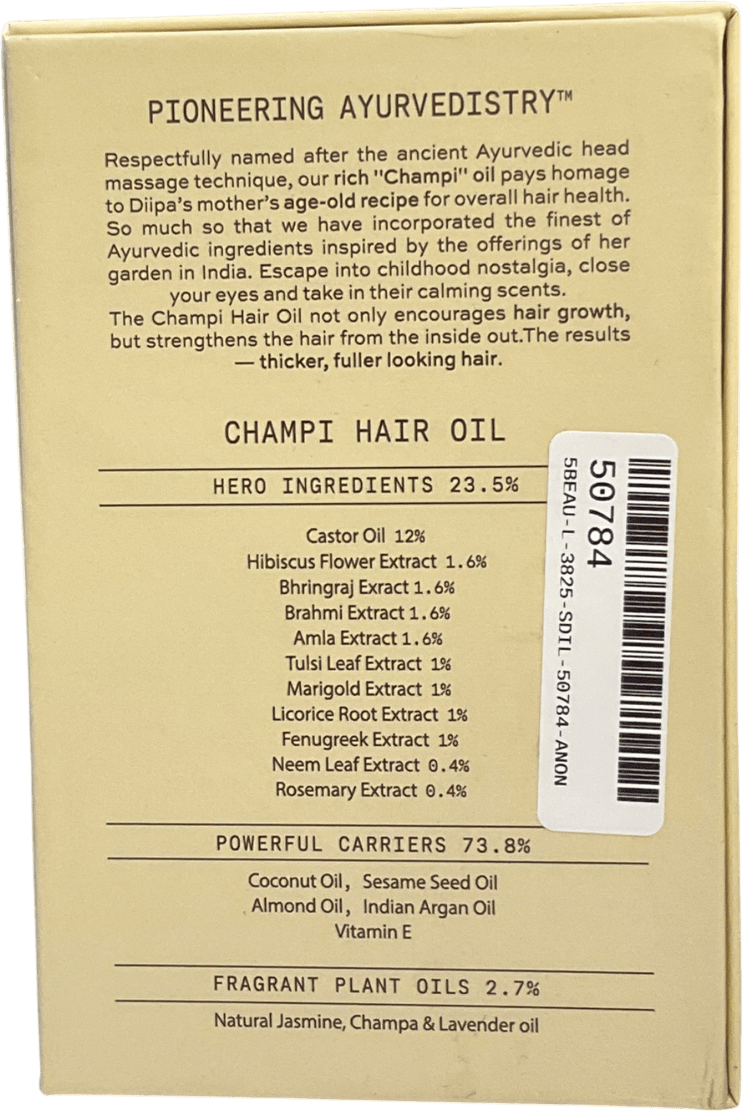 PIONEERING AYURVEDISTRY™
Respectfully named after the ancient Ayurvedic head
massage technique, our rich "Champi" oil pays homage
to Diipa's mother's age-old recipe for overall hair health.
So much so that we have incorporated the finest of
Ayurvedic ingredients inspired by the offerings of her
garden in India. Escape into childhood nostalgia, close
your eyes and take in their calming scents.
The Champi Hair Oil not only encourages hair growth,
but strengthens the hair from the inside out.The results
— thicker, fuller looking hair.
CHAMPI HAIR OIL
HERO INGREDIENTS 23.5%
Castor Oil 12%
Hibiscus Flower Extract 1.6%
Bhringraj Exract 1.6%
Brahmi Extract 1.6%
Amla Extract 1.6%
Tulsi Leaf Extract 1%
Marigold Extract 1%
Licorice Root Extract 1%
Fenugreek Extract 1%
Neem Leaf Extract 0.4%
Rosemary Extract 0.4%
POWERFUL CARRIERS 73.8%
Coconut Oil, Sesame Seed Oil
Almond Oil, Indian Argan Oil
Vitamin E
FRAGRANT PLANT OILS 2.7%
Natural Jasmine, Champa & Lavender oil
50784
5BEAU-L-3825-SDIL-50784-ANON